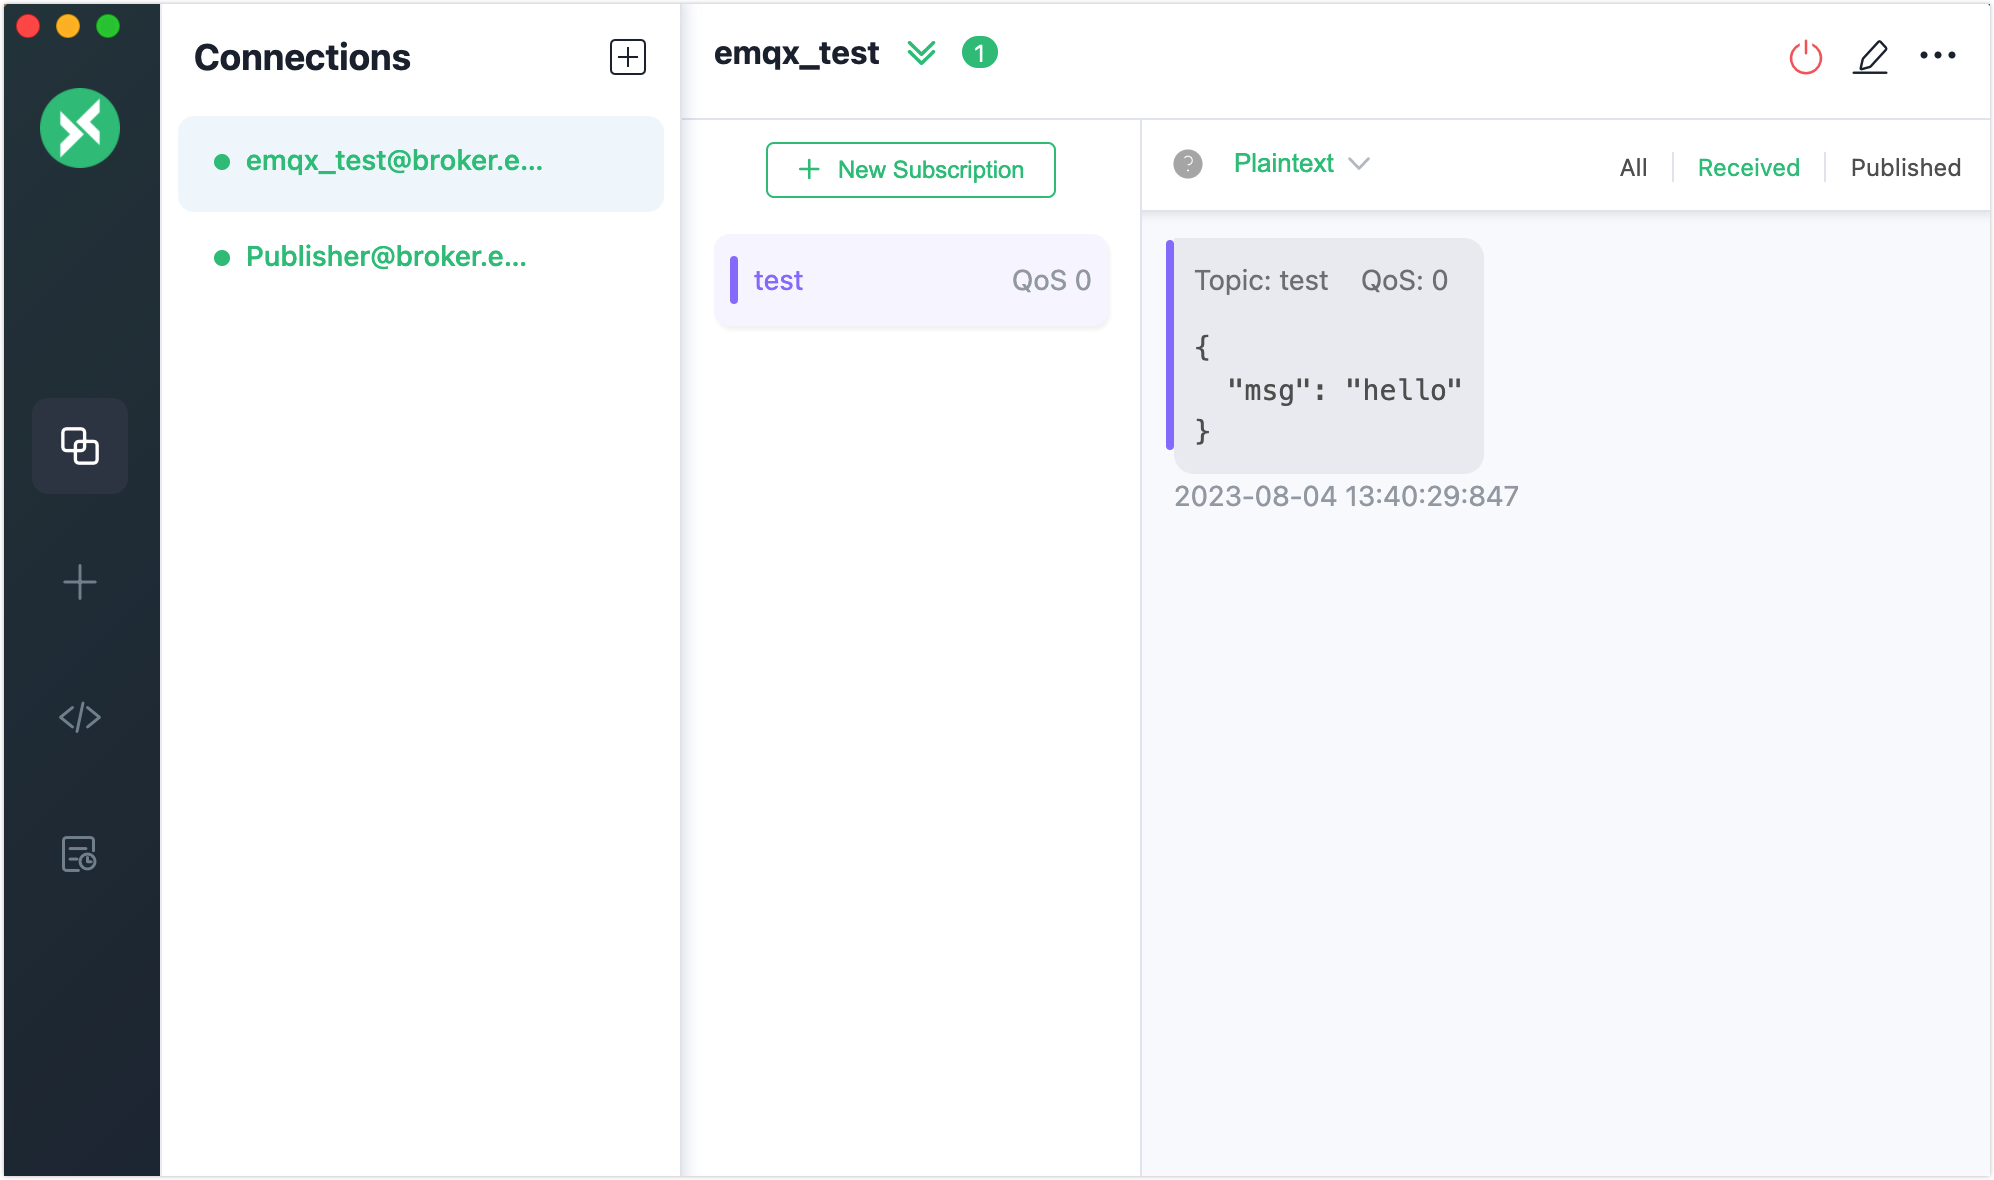 Connections
emqx_test@broker.e...
Publisher@broker.e...
emqx_test 1
New Subscription
test QoS 0
? Plaintext All Received Published
Topic: test QoS: 0
{
"msg": "hello"
}
2023-08-04 13:40:29:847